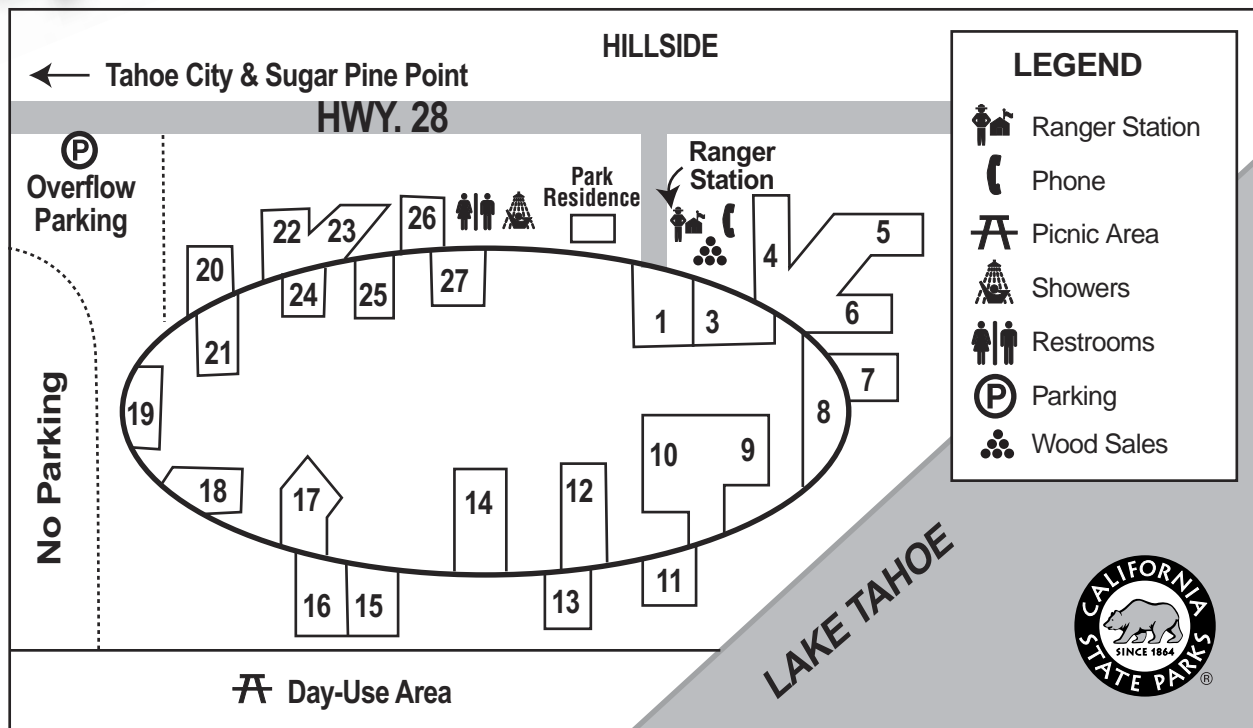 HILLSIDE
← Tahoe City & Sugar Pine Point
HWY. 28
P
Overflow
Parking
No Parking
Park
Residence
Ranger
Station
1
3
4
5
6
7
8
9
10
11
12
13
14
15
16
17
18
19
20
21
22
23
24
25
26
27
Day-Use Area
LAKE TAHOE
LEGEND
Ranger Station
Phone
Picnic Area
Showers
Restrooms
P Parking
Wood Sales
CALIFORNIA
STATE PARKS
SINCE 1864
®